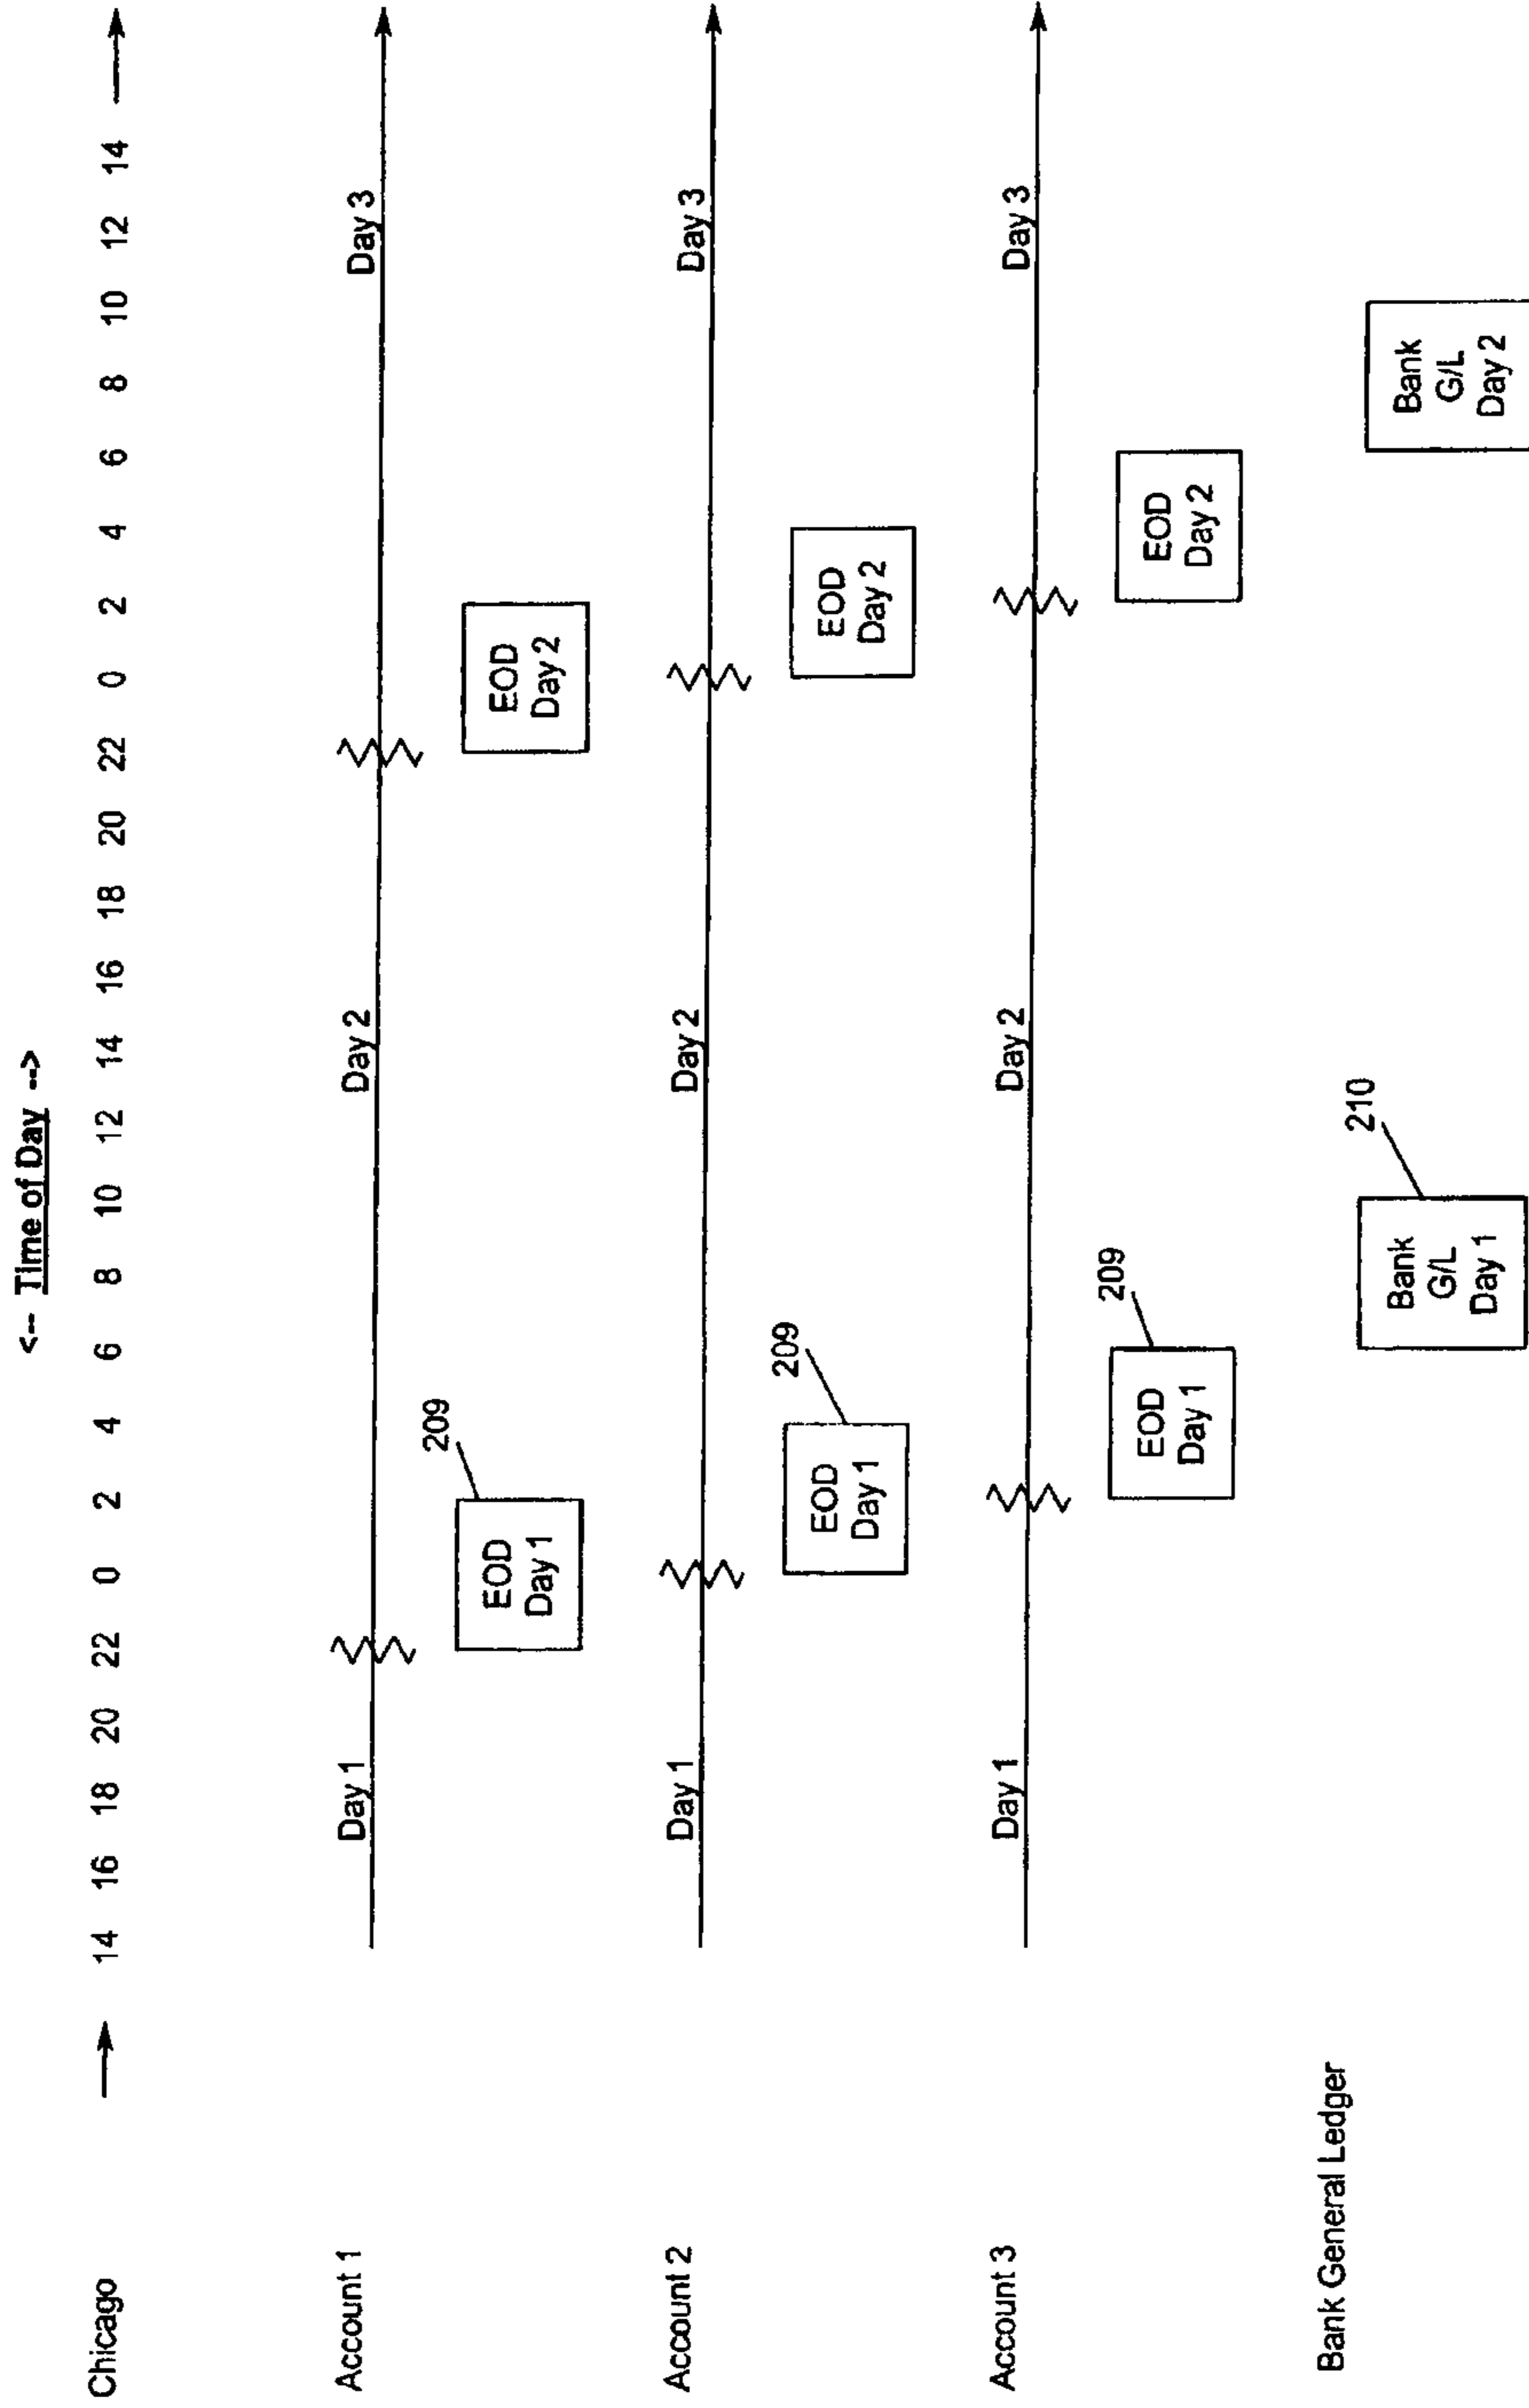 <-- Time of Day -->
Chicago 14 16 18 20 22 0 2 4 6 8 10 12 14 16 18 20 22 0 2 4 6 8 10 12 14
Account 1 Day 1 Day 2 Day 3
209
EOD
Day 1
EOD
Day 2
Account 2 Day 1 Day 2 Day 3
209
EOD
Day 1
EOD
Day 2
Account 3 Day 1 Day 2 Day 3
209
EOD
Day 1
EOD
Day 2
Bank General Ledger
210
Bank
G/L
Day 1
Bank
G/L
Day 2